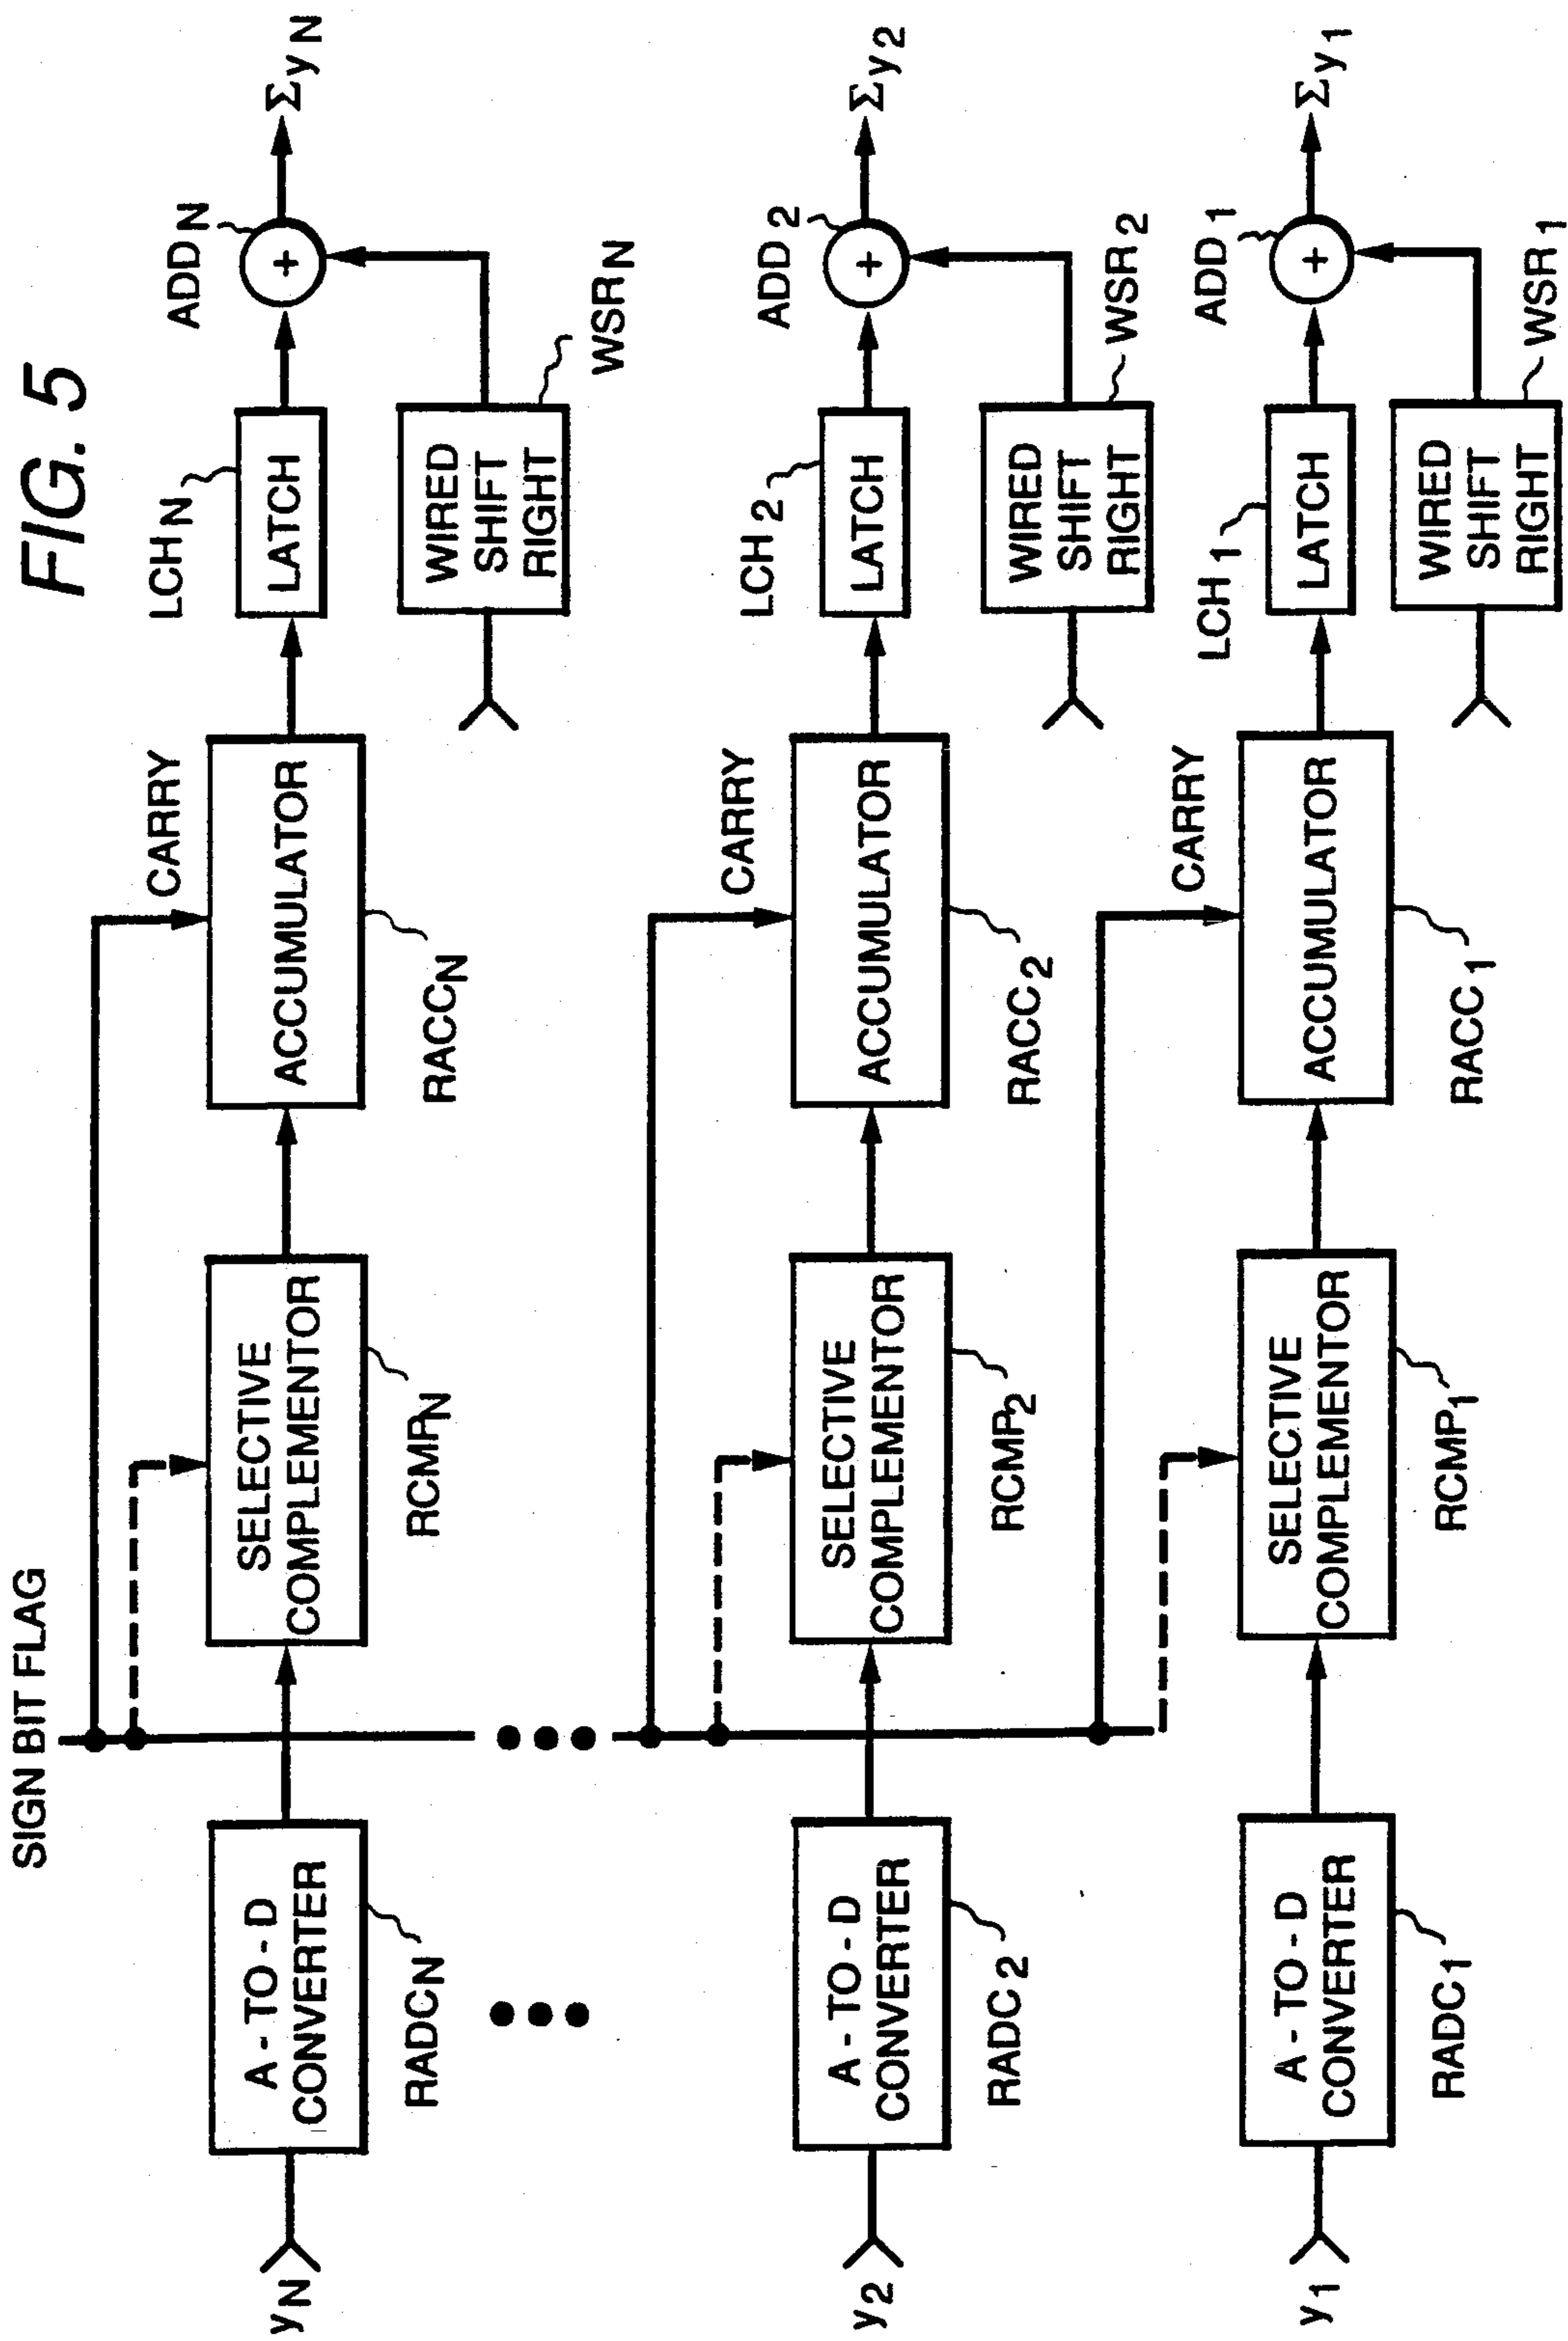 FIG. 5
SIGN BIT FLAG
yN
A - TO - D
CONVERTER
RADCN
SELECTIVE
COMPLEMENTOR
RCMPN
CARRY
ACCUMULATOR
RACCN
LCHN
LATCH
ADDN
+
ΣyN
WIRED
SHIFT
RIGHT
WSRN
y2
A - TO - D
CONVERTER
RADC2
SELECTIVE
COMPLEMENTOR
RCMP2
CARRY
ACCUMULATOR
RACC2
LCH2
LATCH
ADD2
+
Σy2
WIRED
SHIFT
RIGHT
WSR2
y1
A - TO - D
CONVERTER
RADC1
SELECTIVE
COMPLEMENTOR
RCMP1
CARRY
ACCUMULATOR
RACC1
LCH1
LATCH
ADD1
+
Σy1
WIRED
SHIFT
RIGHT
WSR1